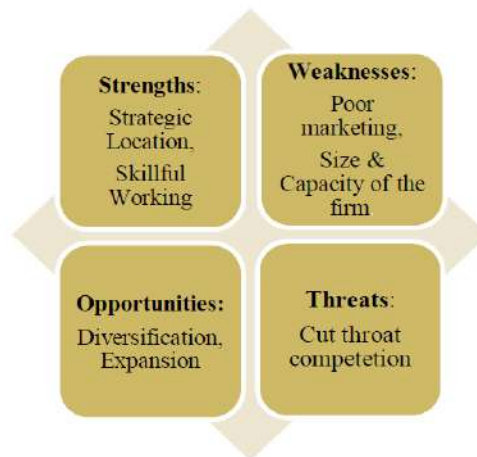 Strengths:
Strategic
Location,
Skillful
Working
Weaknesses:
Poor
marketing,
Size &
Capacity of the
firm
Opportunities:
Diversification,
Expansion
Threats:
Cut throat
competetion